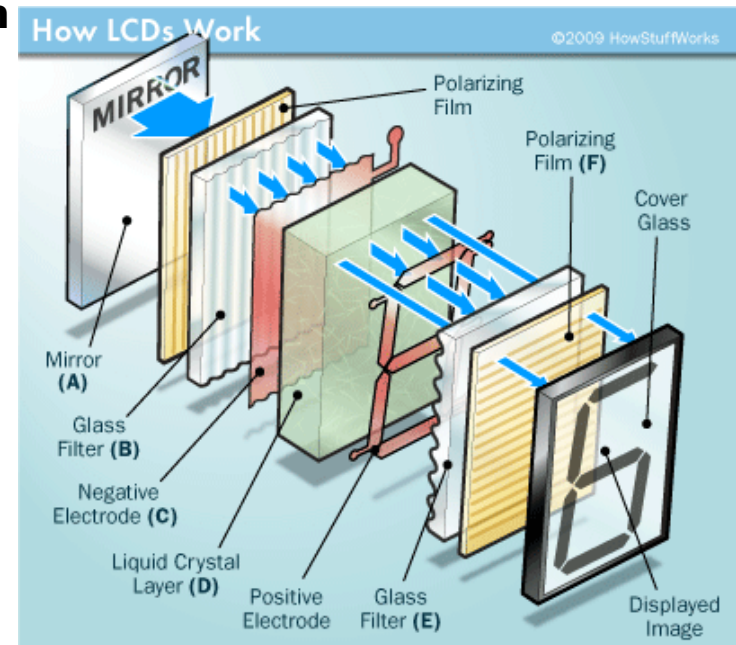 n
How LCDs Work
©2009 HowStuffWorks
MIRROR
Polarizing
Film
Polarizing
Film (F)
Cover
Glass
Mirror
(A)
Glass
Filter (B)
Negative
Electrode (C)
Liquid Crystal
Layer (D)
Positive
Electrode
Glass
Filter (E)
Displayed
Image
6